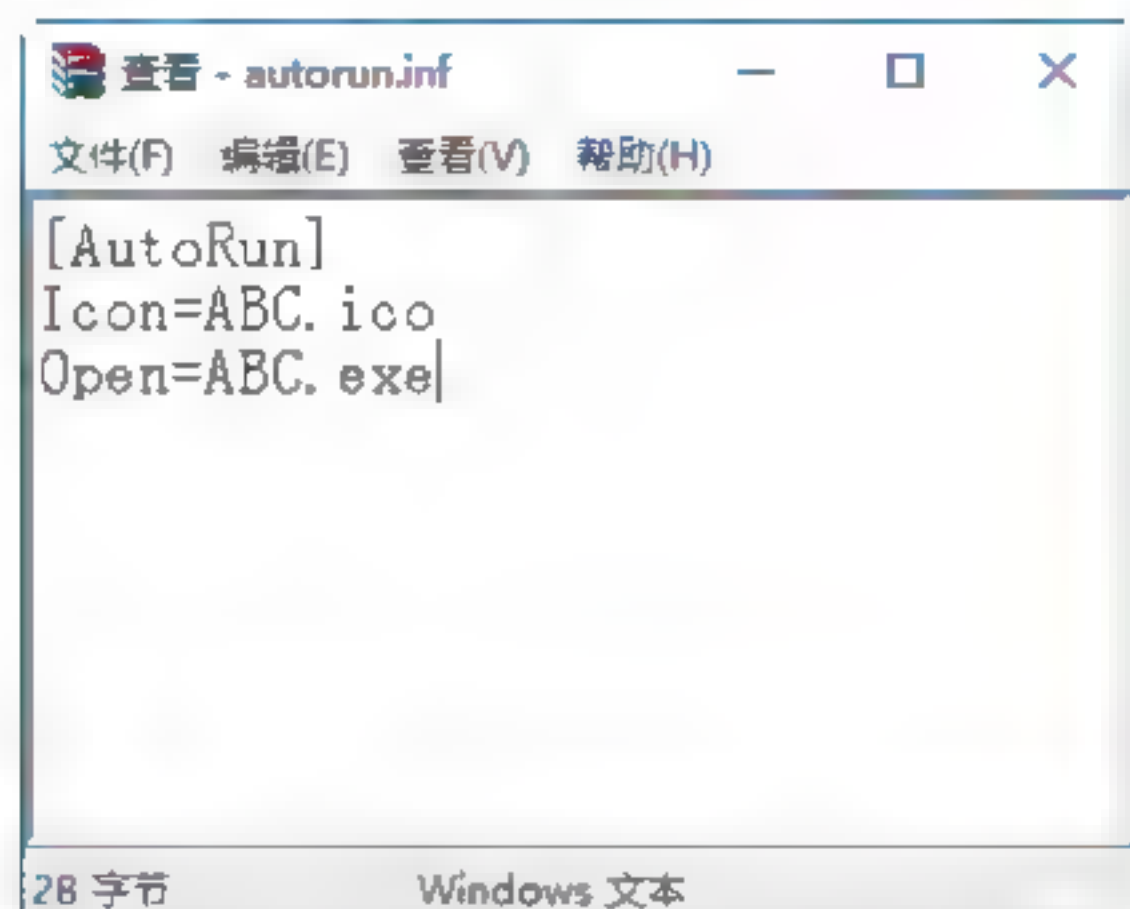 查看 - autorun.inf
文件(F) 编辑(E) 查看(V) 帮助(H)
[AutoRun]
Icon=ABC.ico
Open=ABC.exe
28 字节 Windows 文本